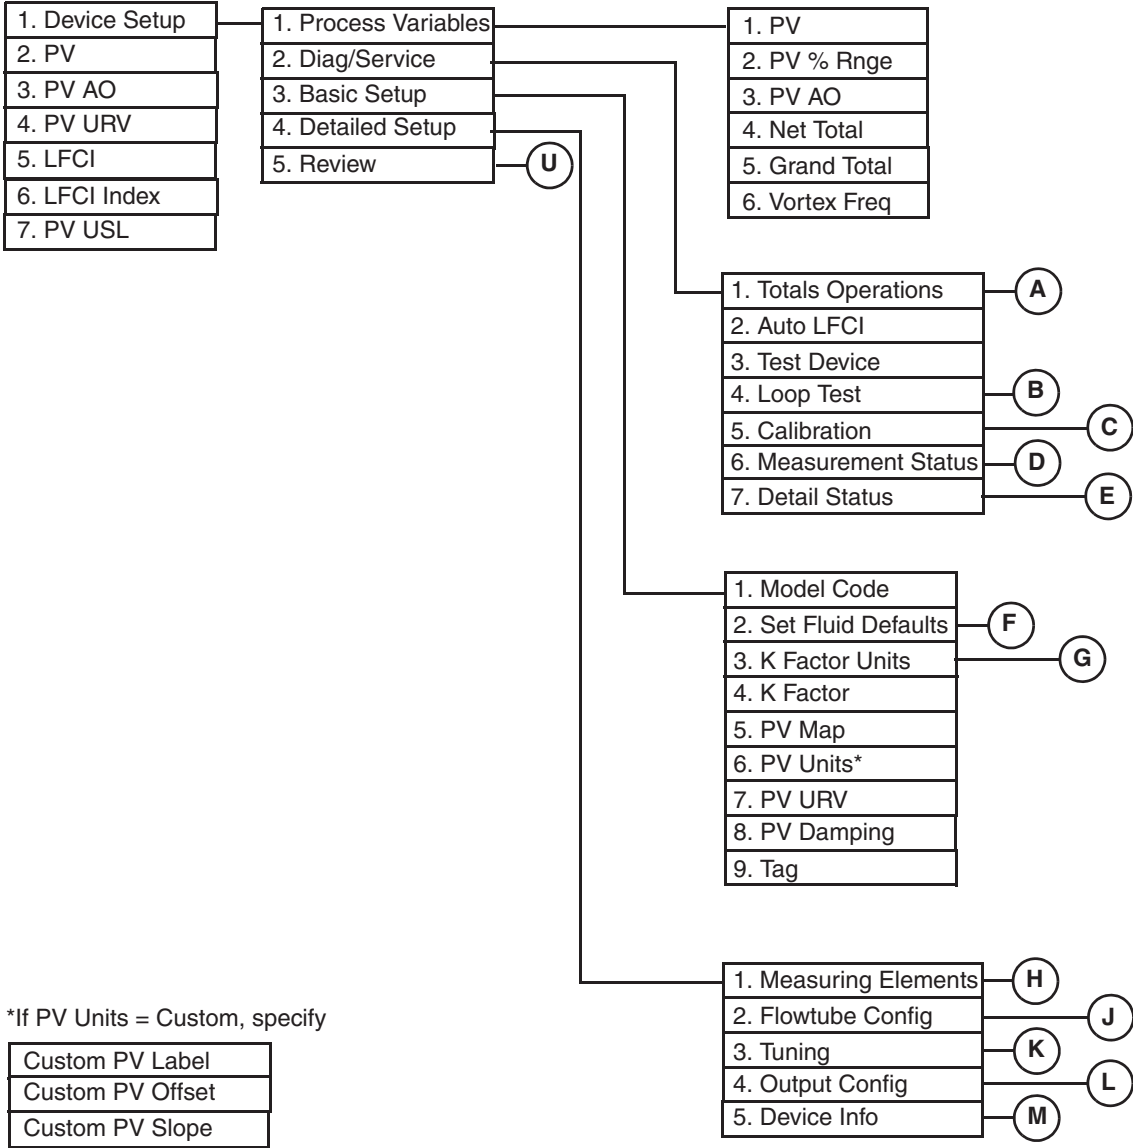 1. Device Setup
2. PV
3. PV AO
4. PV URV
5. LFCI
6. LFCI Index
7. PV USL
1. Process Variables
2. Diag/Service
3. Basic Setup
4. Detailed Setup
5. Review
U
1. PV
2. PV % Rnge
3. PV AO
4. Net Total
5. Grand Total
6. Vortex Freq
1. Totals Operations
A
2. Auto LFCI
3. Test Device
4. Loop Test
B
5. Calibration
C
6. Measurement Status
D
7. Detail Status
E
1. Model Code
2. Set Fluid Defaults
F
3. K Factor Units
G
4. K Factor
5. PV Map
6. PV Units*
7. PV URV
8. PV Damping
9. Tag
1. Measuring Elements
H
2. Flowtube Config
J
3. Tuning
K
4. Output Config
L
5. Device Info
M
*If PV Units = Custom, specify
Custom PV Label
Custom PV Offset
Custom PV Slope